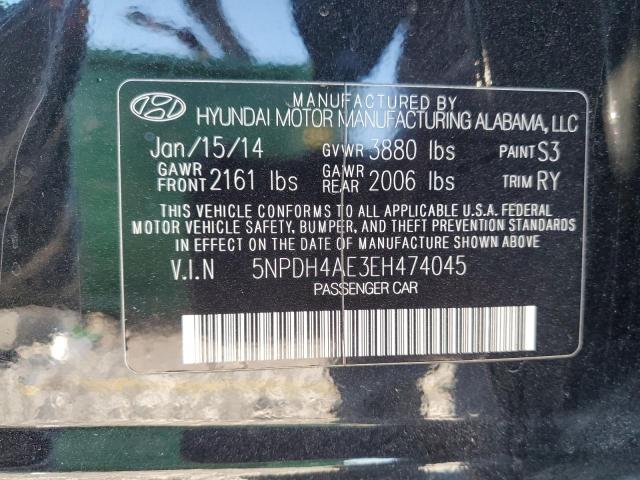 MANUFACTURED BY
HYUNDAI MOTOR MANUFACTURING ALABAMA, LLC
Jan/15/14 GVWR 3880 lbs PAINT S3
GAWR FRONT 2161 lbs GAWR REAR 2006 lbs TRIM RY
THIS VEHICLE CONFORMS TO ALL APPLICABLE U.S.A. FEDERAL
MOTOR VEHICLE SAFETY, BUMPER, AND THEFT PREVENTION STANDARDS
IN EFFECT ON THE DATE OF MANUFACTURE SHOWN ABOVE
V.I.N 5NPDH4AE3EH474045
PASSENGER CAR